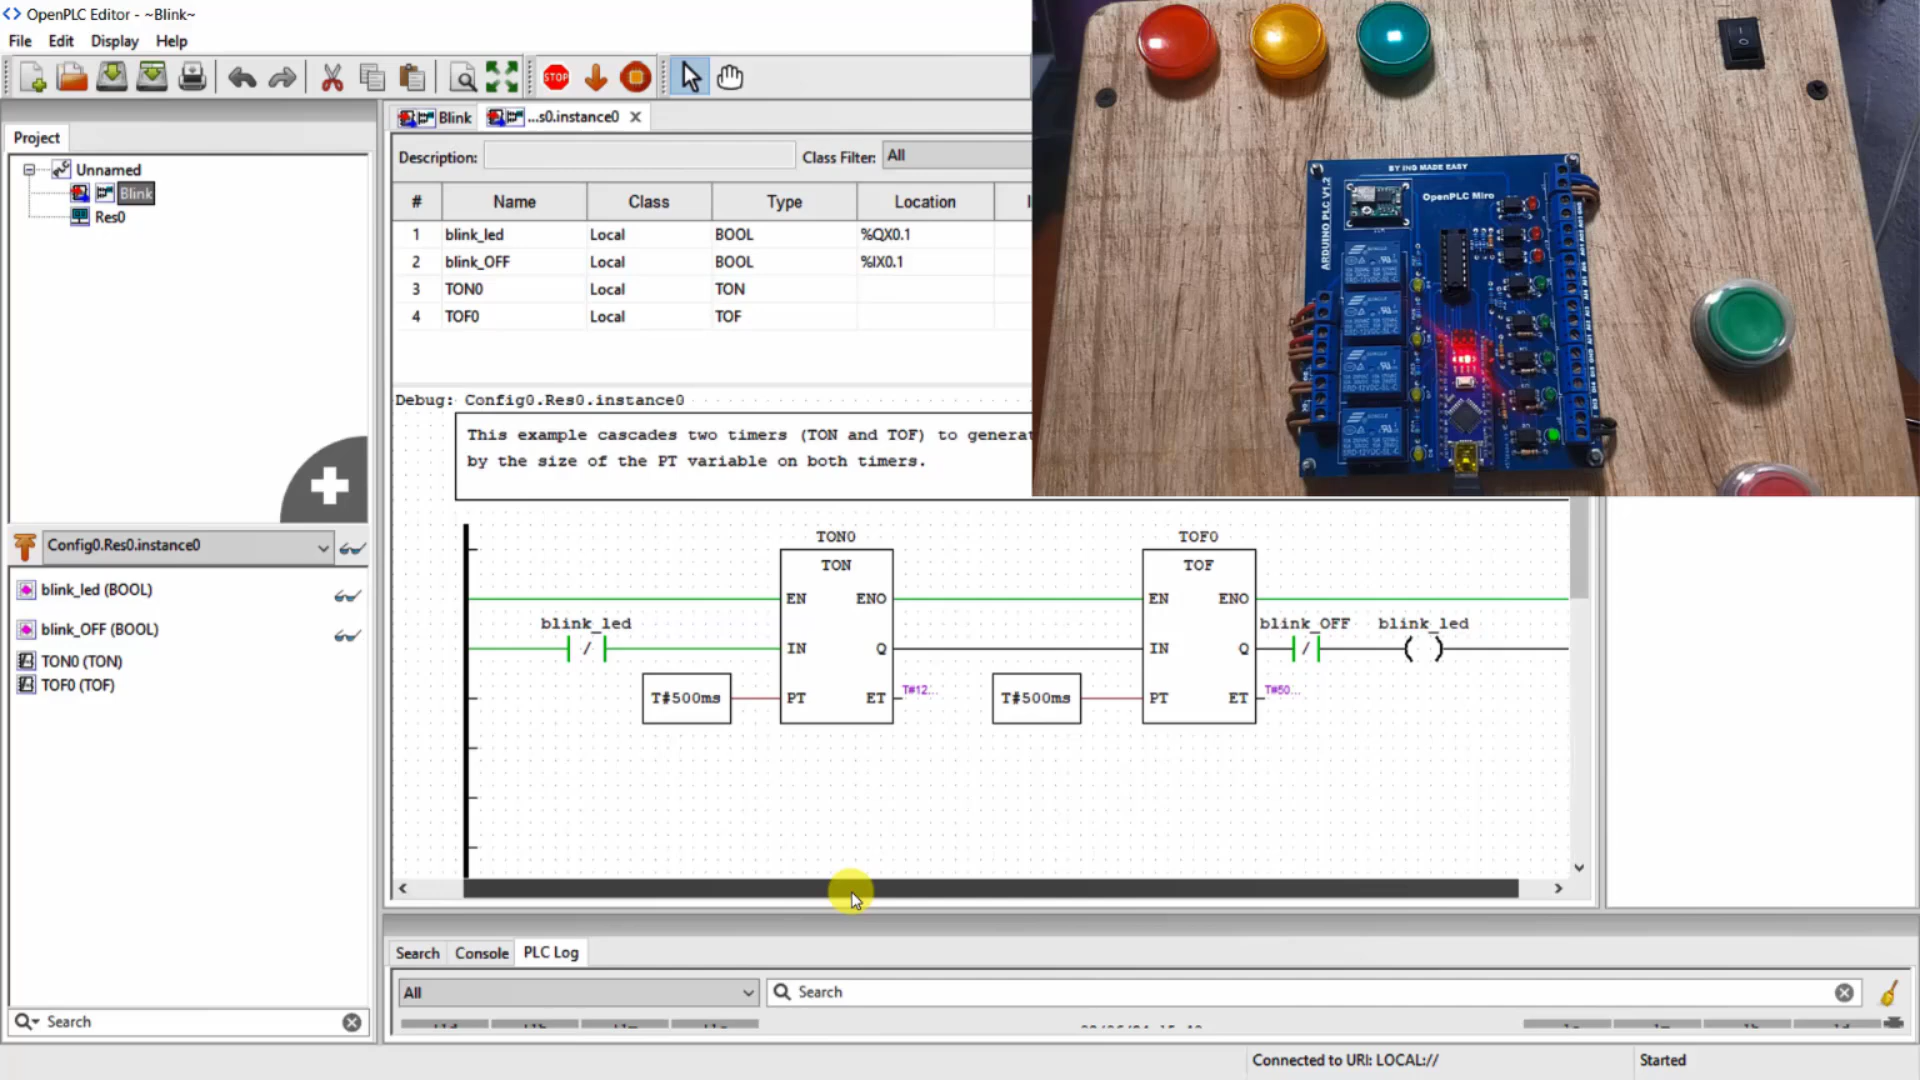 OpenPLC Editor - ~Blink~
File Edit Display Help
STOP
Project
Unnamed
Blink
Res0
Config0.Res0.instance0
blink_led (BOOL)
blink_OFF (BOOL)
TON0 (TON)
TOF0 (TOF)
Search
Blink ...s0.instance0
Description: Class Filter: All
# Name Class Type Location
1 blink_led Local BOOL %QX0.1
2 blink_OFF Local BOOL %IX0.1
3 TON0 Local TON
4 TOF0 Local TOF
Debug: Config0.Res0.instance0
This example cascades two timers (TON and TOF) to genera
by the size of the PT variable on both timers.
TON0 TOF0
TON TOF
EN ENO EN ENO
blink_led blink_OFF blink_led
IN Q IN Q
T#500ms PT ET T#12... T#500ms PT ET T#50...
Search Console PLC Log
All Search
Connected to URI: LOCAL:// Started
BY ING MADE EASY
OpenPLC Miro
ARDUINO PLC V1.2